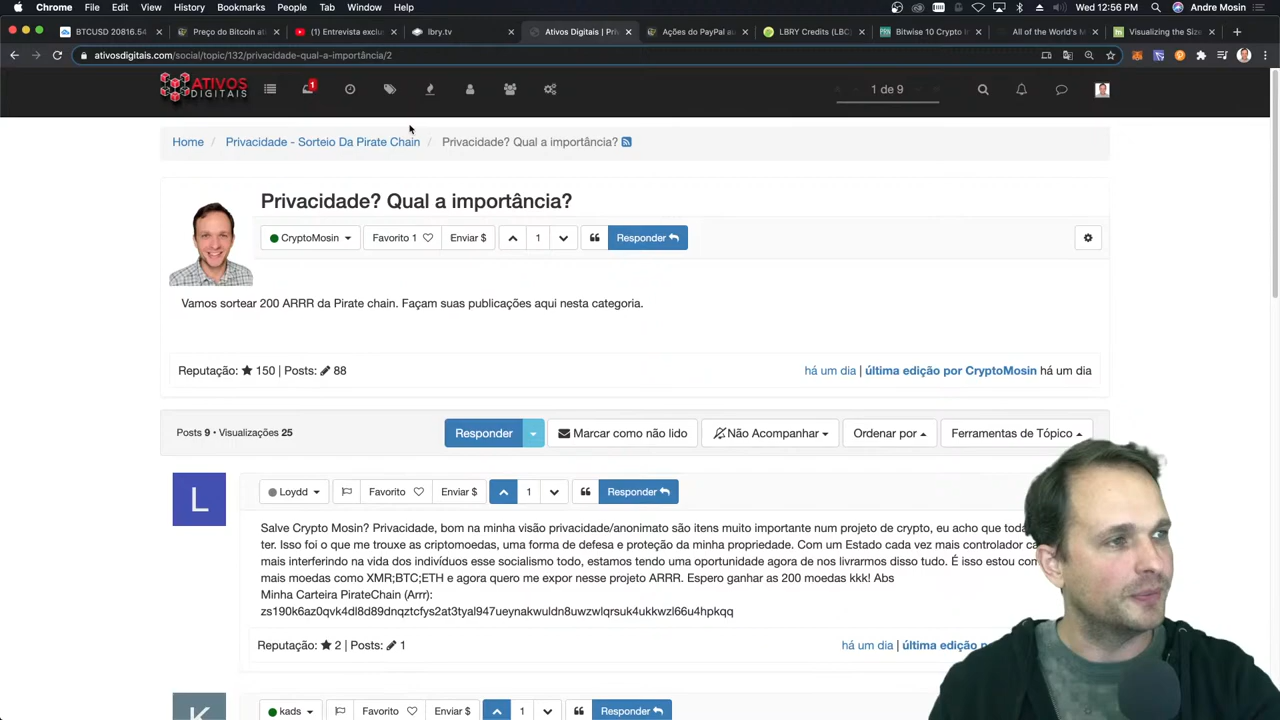 Chrome File Edit View History Bookmarks People Tab Window Help
Wed 12:56 PM Andre Mosin
BTCUSD 20816.54
Preço do Bitcoin at
(1) Entrevista exclu
lbry.tv
Ativos Digitais | Pri
Ações do PayPal au
LBRY Credits (LBC)
Bitwise 10 Crypto In
All of the World's M
Visualizing the Size
ativosdigitais.com/social/topic/132/privacidade-qual-a-importância/2
ATIVOS
DIGITAIS
1
1 de 9
Home / Privacidade - Sorteio Da Pirate Chain / Privacidade? Qual a importância?
Privacidade? Qual a importância?
CryptoMosin Favorito 1 Enviar $ 1 Responder
Vamos sortear 200 ARRR da Pirate chain. Façam suas publicações aqui nesta categoria.
Reputação: 150 | Posts: 88
há um dia | última edição por CryptoMosin há um dia
Posts 9 • Visualizações 25
Responder Marcar como não lido Não Acompanhar Ordenar por Ferramentas de Tópico
L
Loydd Favorito Enviar $ 1 Responder
Salve Crypto Mosin? Privacidade, bom na minha visão privacidade/anonimato são itens muito importante num projeto de crypto, eu acho que toda
ter. Isso foi o que me trouxe as criptomoedas, uma forma de defesa e proteção da minha propriedade. Com um Estado cada vez mais controlador
mais interferindo na vida dos indivíduos esse socialismo todo, estamos tendo uma oportunidade agora de nos livrarmos disso tudo. É isso estou com
mais moedas como XMR;BTC;ETH e agora quero me expor nesse projeto ARRR. Espero ganhar as 200 moedas kkk! Abs
Minha Carteira PirateChain (Arrr):
zs190k6az0qvk4dl8d89dnqztcfys2at3tyal947ueynakwuldn8uwzwlqrsuk4ukkwzl66u4hpkqq
Reputação: 2 | Posts: 1
há um dia | última edição
K
kads Favorito Enviar $ 1 Responder